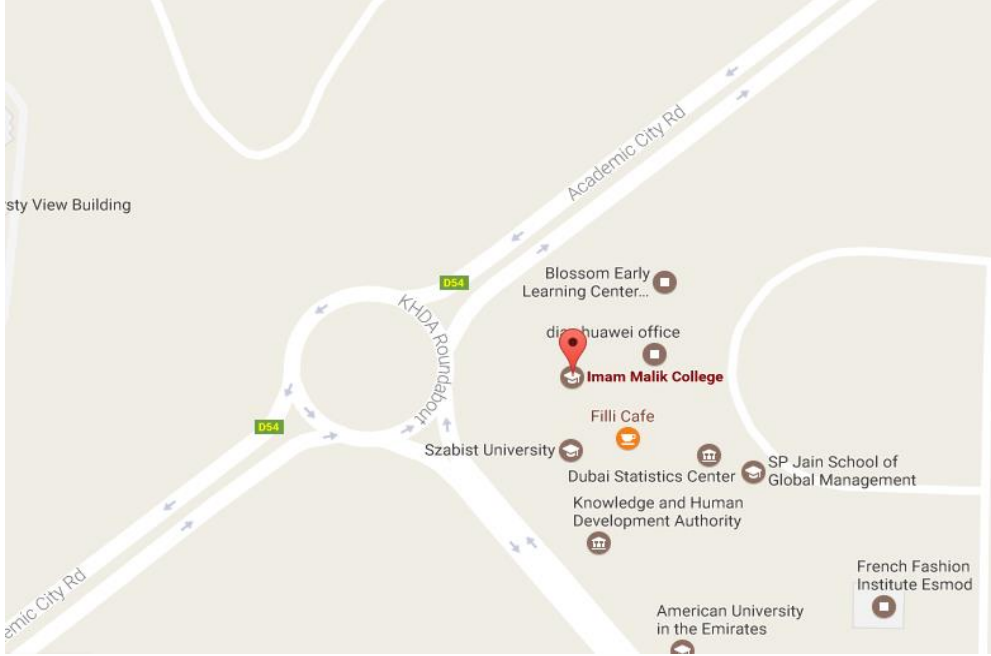 Academic City Rd
sty View Building
Blossom Early
Learning Center...
D54
KHDA Roundabout
huawei office
Imam Malik College
Filli Cafe
D54
Szabist University
Dubai Statistics Center
SP Jain School of
Global Management
Knowledge and Human
Development Authority
French Fashion
Institute Esmod
emic City Rd
American University
in the Emirates